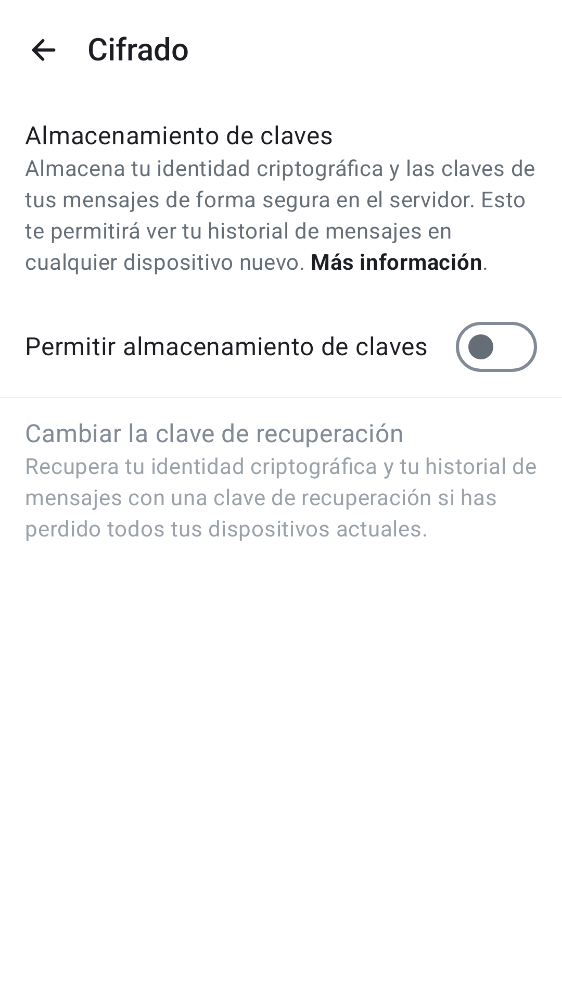 Cifrado
Almacenamiento de claves
Almacena tu identidad criptográfica y las claves de
tus mensajes de forma segura en el servidor. Esto
te permitirá ver tu historial de mensajes en
cualquier dispositivo nuevo. Más información.
Permitir almacenamiento de claves
Cambiar la clave de recuperación
Recupera tu identidad criptográfica y tu historial de
mensajes con una clave de recuperación si has
perdido todos tus dispositivos actuales.